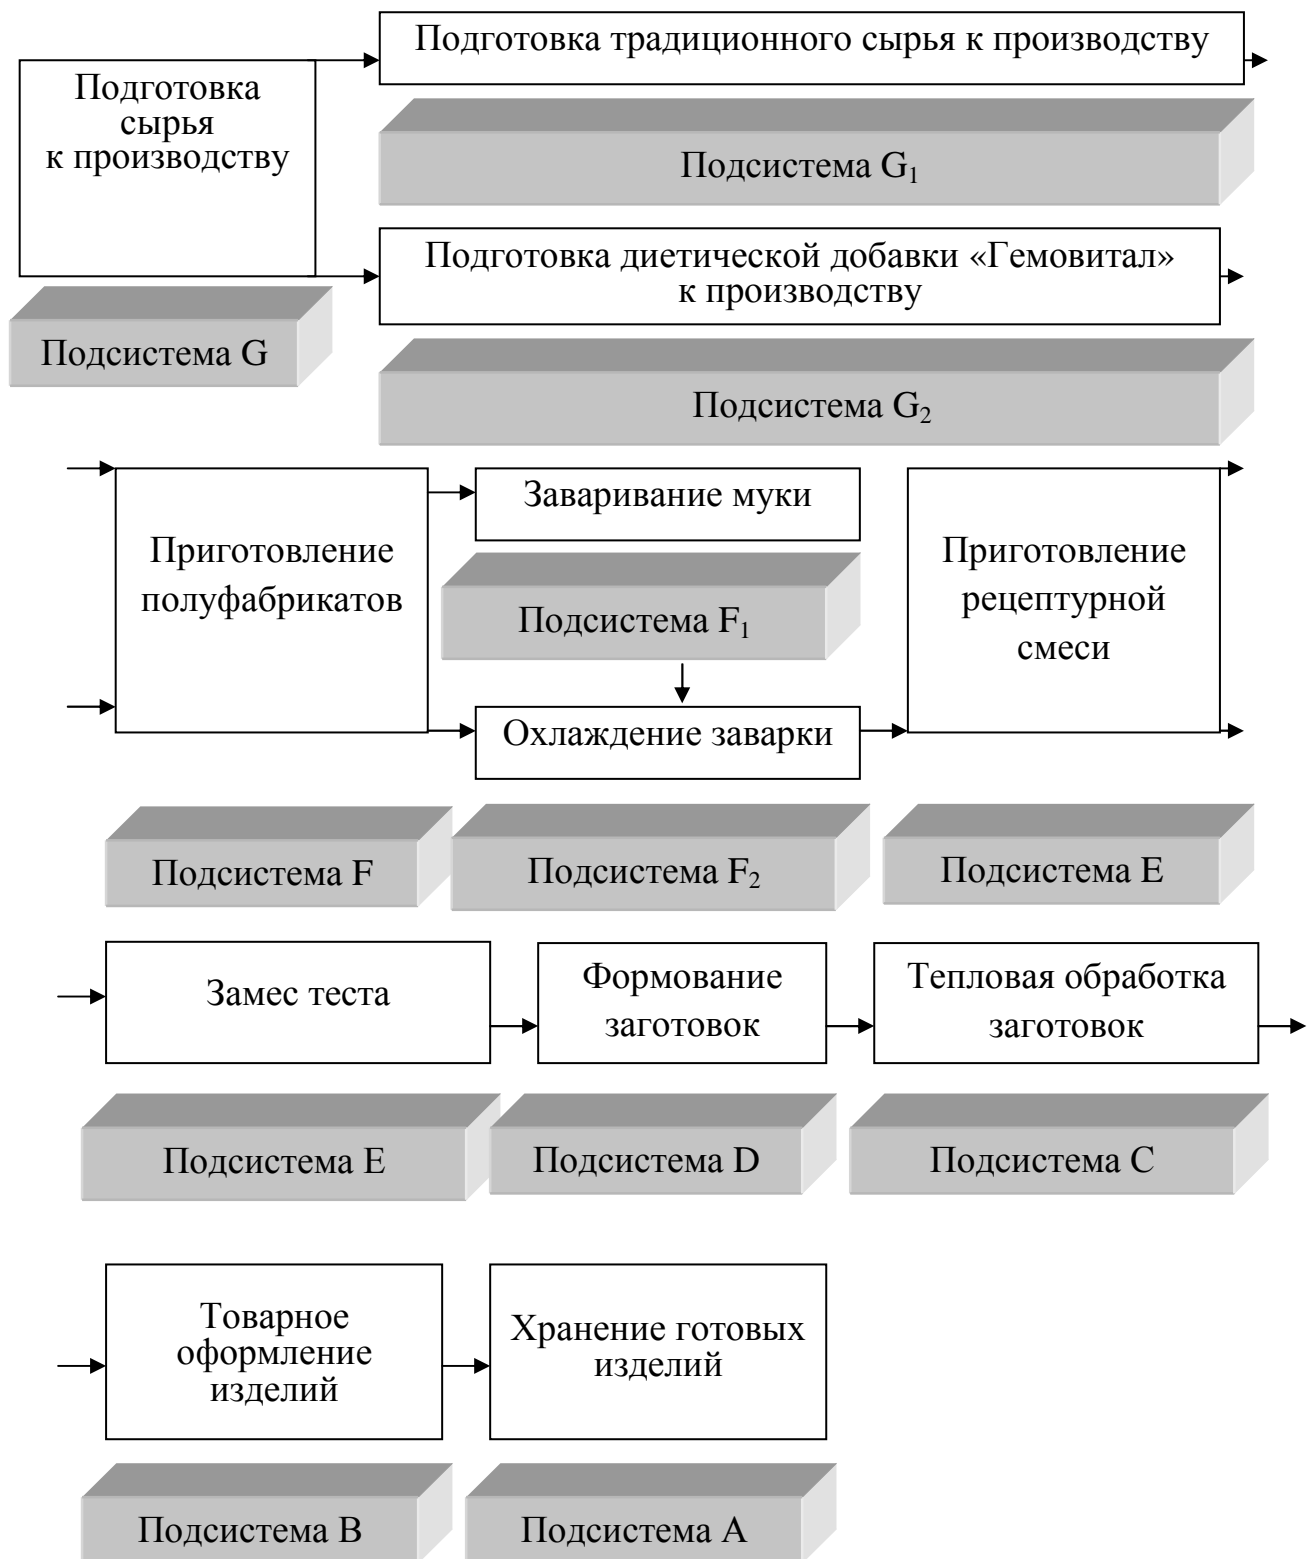 Подготовка традиционного сырья к производству
Подготовка
сырья
к производству
Подсистема G₁
Подготовка диетической добавки «Гемовитал»
к производству
Подсистема G
Подсистема G₂
Приготовление
полуфабрикатов
Заваривание муки
Подсистема F₁
Охлаждение заварки
Приготовление
рецептурной
смеси
Подсистема F
Подсистема F₂
Подсистема E
Замес теста
Формование
заготовок
Тепловая обработка
заготовок
Подсистема E
Подсистема D
Подсистема C
Товарное
оформление
изделий
Хранение готовых
изделий
Подсистема B
Подсистема A